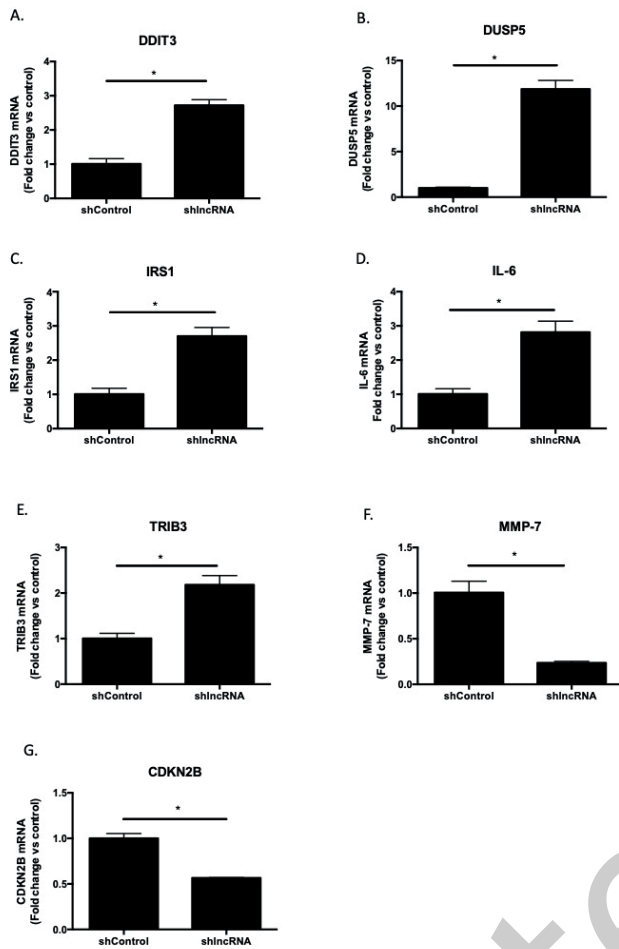 A.
DDIT3
*
DDIT3 mRNA
(Fold change vs control)
4
3
2
1
0
shControl
shlncRNA
B.
DUSP5
*
DUSP5 mRNA
(Fold change vs control)
15
10
5
0
shControl
shlncRNA
C.
IRS1
*
IRS1 mRNA
(Fold change vs control)
4
3
2
1
0
shControl
shlncRNA
D.
IL-6
*
IL-6 mRNA
Fold change vs control)
4
3
2
1
0
shControl
shlncRNA
E.
TRIB3
*
TRIB3 mRNA
(Fold change vs control)
3
2
1
0
shControl
shlncRNA
F.
MMP-7
*
MMP-7 mRNA
(Fold change vs control)
1.5
1.0
0.5
0.0
shControl
shlncRNA
G.
CDKN2B
*
CDKN2B mRNA
(Fold change vs control)
1.5
1.0
0.5
0.0
shControl
shlncRNA